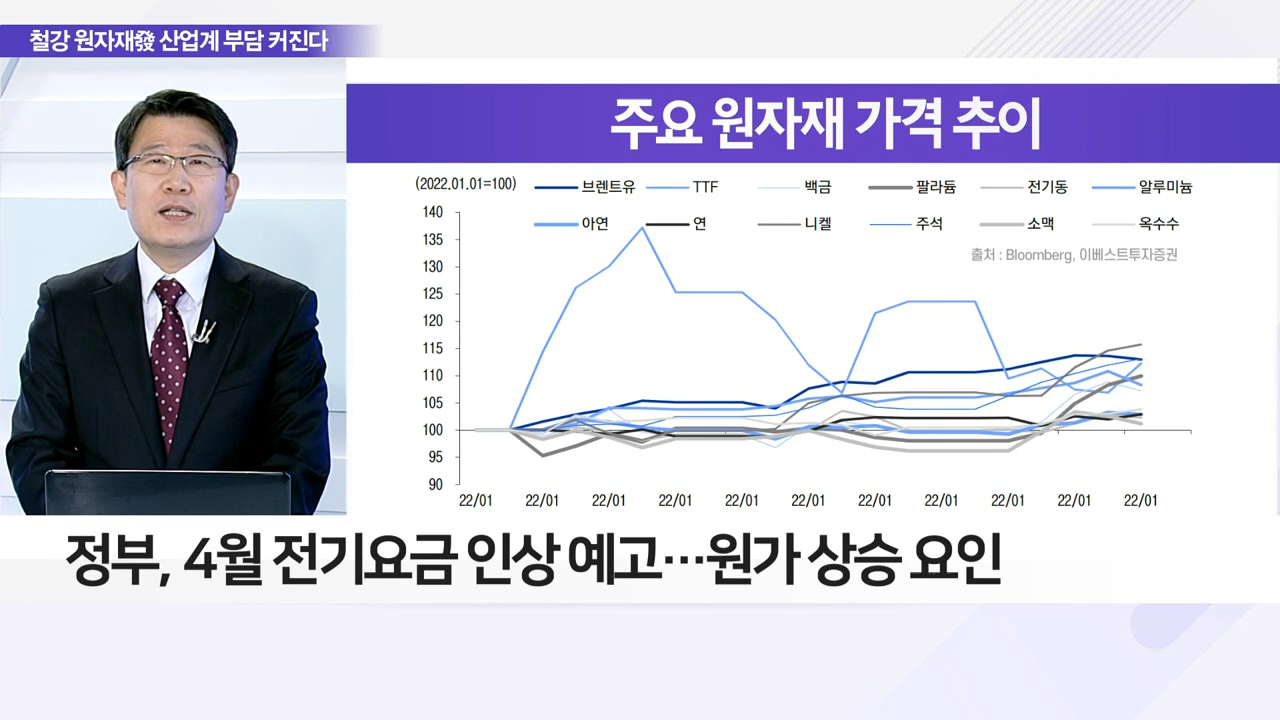 철강 원자재發 산업계 부담 커진다
주요 원자재 가격 추이
(2022.01.01=100) 브렌트유 TTF 백금 팔라듐 전기동 알루미늄
아연 연 니켈 주석 소맥 옥수수
출처 : Bloomberg, 이베스트투자증권
140
135
130
125
120
115
110
105
100
95
90
22/01 22/01 22/01 22/01 22/01 22/01 22/01 22/01 22/01 22/01 22/01
정부, 4월 전기요금 인상 예고…원가 상승 요인